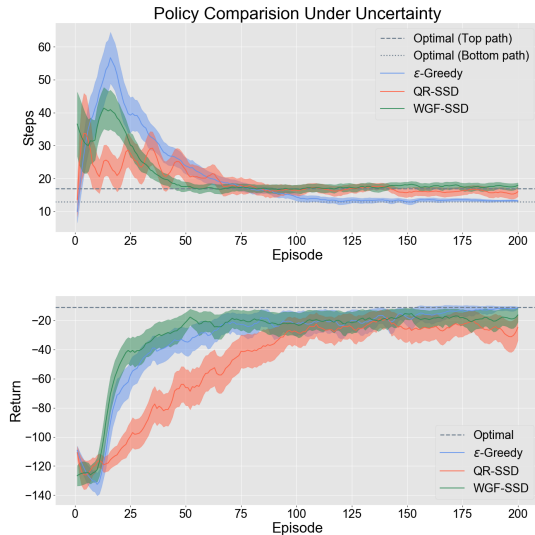 Policy Comparision Under Uncertainty
Optimal (Top path)
Optimal (Bottom path)
ε-Greedy
QR-SSD
WGF-SSD
Steps
60
50
40
30
20
10
0 25 50 75 100 125 150 175 200
Episode
Return
−20
−40
−60
−80
−100
−120
−140
Optimal
ε-Greedy
QR-SSD
WGF-SSD
0 25 50 75 100 125 150 175 200
Episode